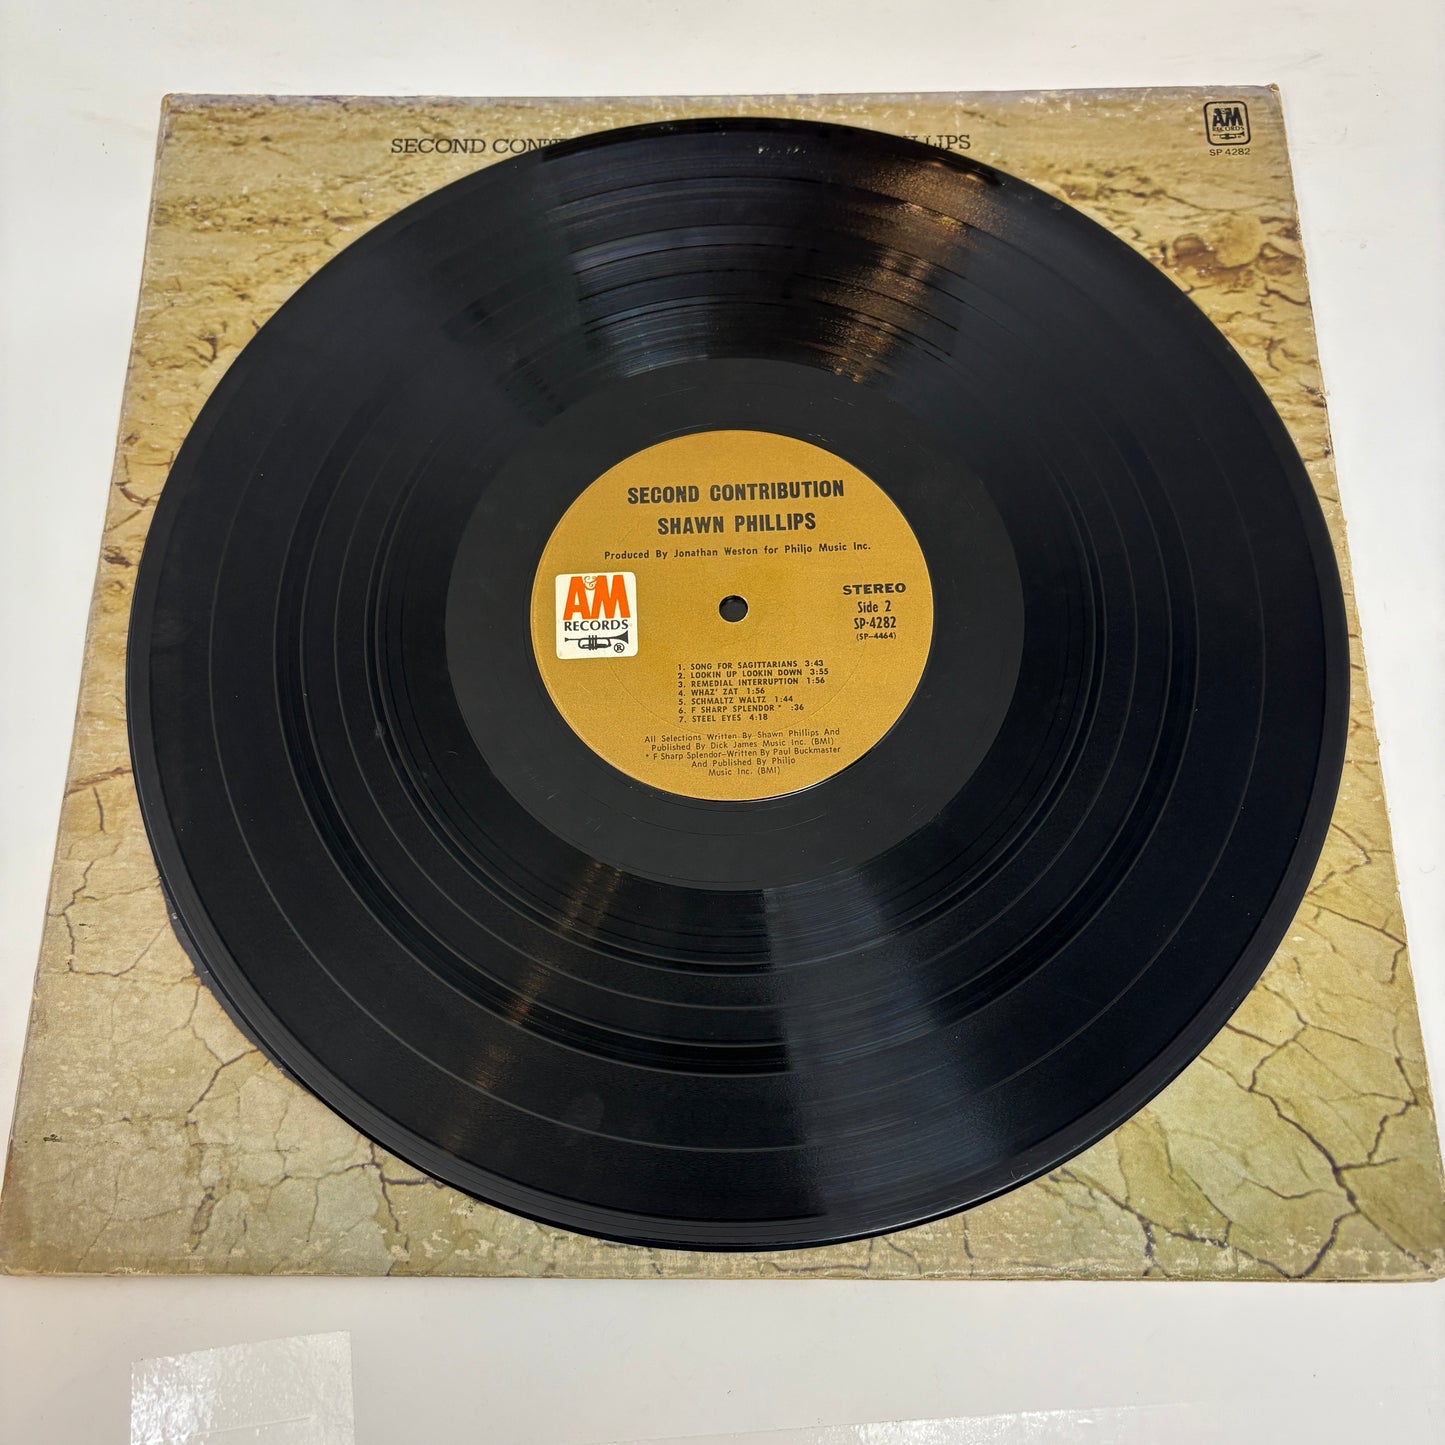 SECOND CONT
LLIPS
A&M
RECORDS
SP 4282
SECOND CONTRIBUTION
SHAWN PHILLIPS
Produced By Jonathan Weston for Philjo Music Inc.
A&M
RECORDS
®
STEREO
Side 2
SP-4282
(SP-4464)
1. SONG FOR SAGITTARIANS 3:43
2. LOOKIN UP LOOKIN DOWN 3:55
3. REMEDIAL INTERRUPTION 1:56
4. WHAZ' ZAT 1:56
5. SCHMALTZ WALTZ 1:44
6. F SHARP SPLENDOR * :36
7. STEEL EYES 4:18
All Selections Written By Shawn Phillips And
Published By Dick James Music Inc. (BMI)
* F Sharp Splendor-Written By Paul Buckmaster
And Published By Philjo
Music Inc. (BMI)